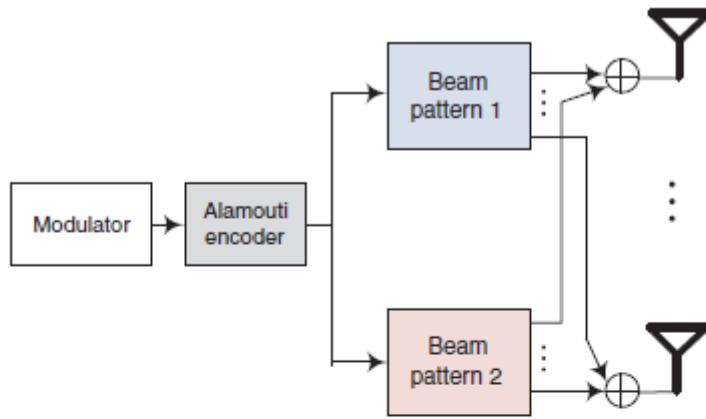 Modulator
Alamouti
encoder
Beam
pattern 1
Beam
pattern 2